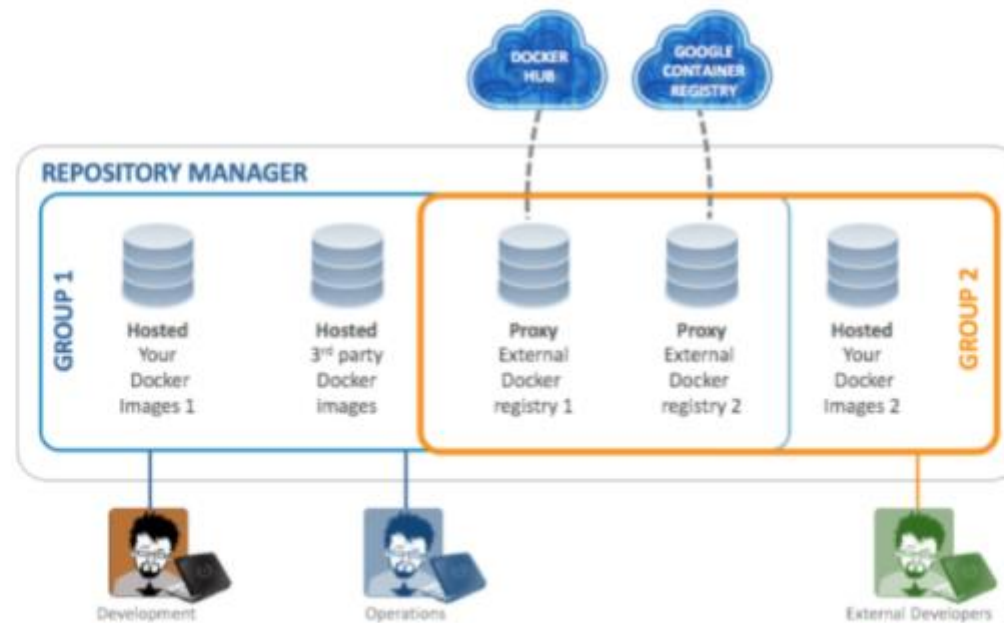 DOCKER
HUB
GOOGLE
CONTAINER
REGISTRY
REPOSITORY MANAGER
GROUP 1
Hosted
Your
Docker
Images 1
Hosted
3rd party
Docker
images
Proxy
External
Docker
registry 1
Proxy
External
Docker
registry 2
Hosted
Your
Docker
Images 2
GROUP 2
Development
Operations
External Developers